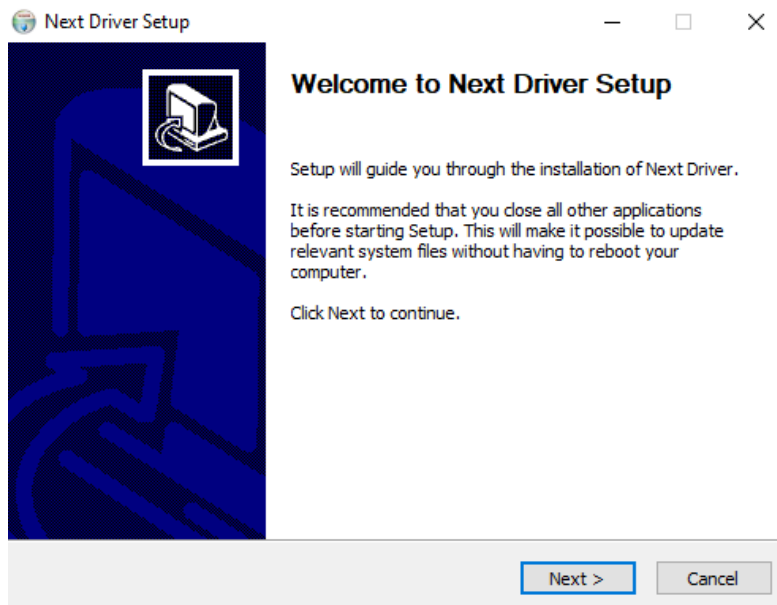 Next Driver Setup
Welcome to Next Driver Setup
Setup will guide you through the installation of Next Driver.
It is recommended that you close all other applications
before starting Setup. This will make it possible to update
relevant system files without having to reboot your
computer.
Click Next to continue.
Next >
Cancel